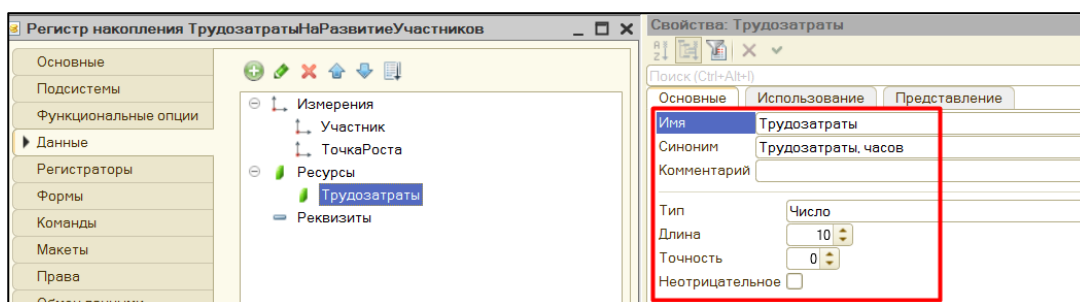 Регистр накопления ТрудозатратыНаРазвитиеУчастников
Основные
Подсистемы
Функциональные опции
Данные
Регистраторы
Формы
Команды
Макеты
Права
Обмен данными
Измерения
Участник
ТочкаРоста
Ресурсы
Трудозатраты
Реквизиты
Свойства: Трудозатраты
Поиск (Ctrl+Alt+I)
Основные Использование Представление
Имя Трудозатраты
Синоним Трудозатраты, часов
Комментарий
Тип Число
Длина 10
Точность 0
Неотрицательное